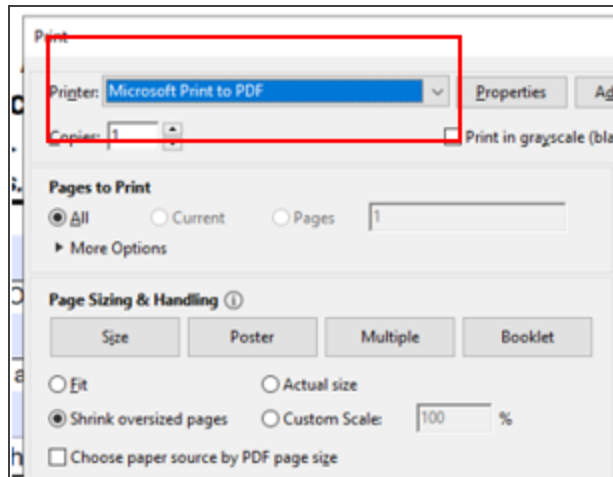 Print
Printer: Microsoft Print to PDF Properties Ad
Copies: 1 Print in grayscale (bla
Pages to Print
All Current Pages 1
More Options
Page Sizing & Handling
Size Poster Multiple Booklet
Fit Actual size
Shrink oversized pages Custom Scale: 100 %
Choose paper source by PDF page size